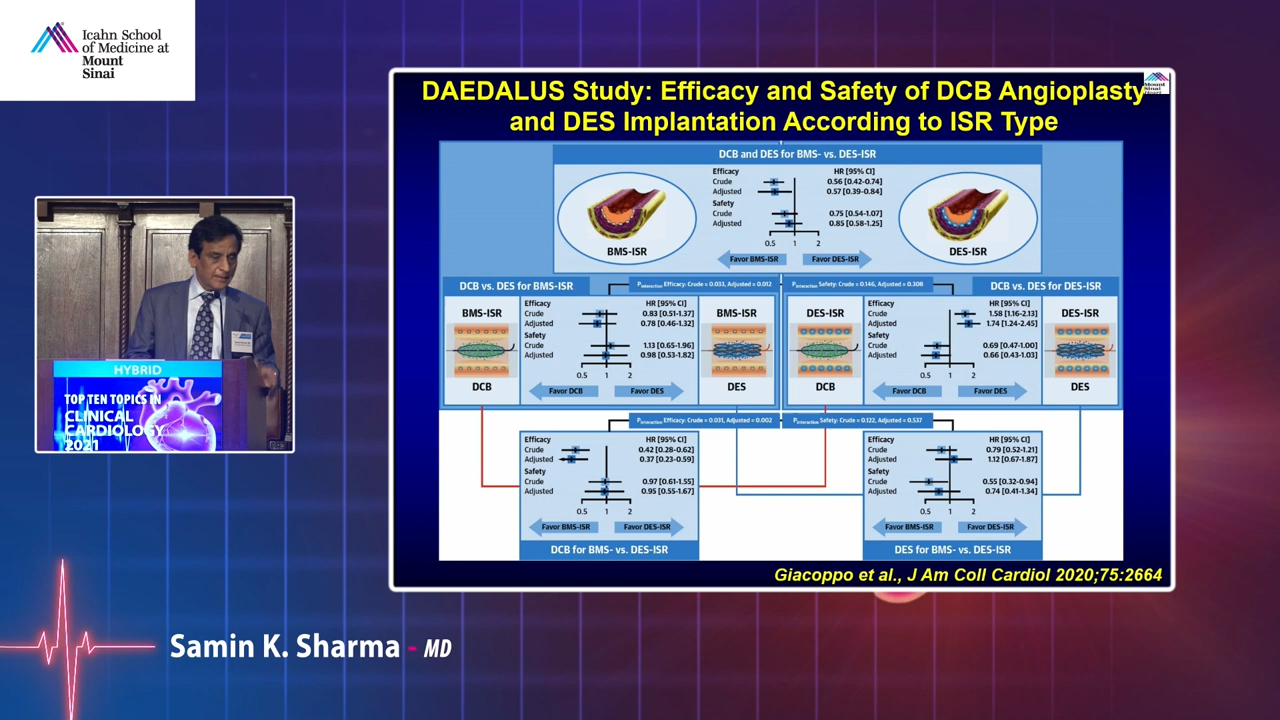 Icahn School
of Medicine at
Mount
Sinai
DAEDALUS Study: Efficacy and Safety of DCB Angioplasty
and DES Implantation According to ISR Type
DCB and DES for BMS- vs. DES-ISR
Efficacy HR [95% CI]
Crude 0.56 [0.42-0.74]
Adjusted 0.57 [0.39-0.84]
Safety
Crude 0.75 [0.54-1.07]
Adjusted 0.85 [0.58-1.25]
0.5 1 2
Favor BMS-ISR Favor DES-ISR
BMS-ISR
DES-ISR
DCB vs. DES for BMS-ISR
Pinteraction Efficacy: Crude = 0.033, Adjusted = 0.012
Pinteraction Safety: Crude = 0.146, Adjusted = 0.308
DCB vs. DES for DES-ISR
BMS-ISR
DCB
Efficacy HR [95% CI]
Crude 0.83 [0.51-1.37]
Adjusted 0.78 [0.46-1.32]
Safety
Crude 1.13 [0.65-1.96]
Adjusted 0.98 [0.53-1.82]
0.5 1 2
Favor DCB Favor DES
BMS-ISR
DES
DES-ISR
DCB
Efficacy HR [95% CI]
Crude 1.58 [1.16-2.13]
Adjusted 1.74 [1.24-2.45]
Safety
Crude 0.69 [0.47-1.00]
Adjusted 0.66 [0.43-1.03]
0.5 1 2
Favor DCB Favor DES
DES-ISR
DES
Pinteraction Efficacy: Crude = 0.031, Adjusted = 0.002
Pinteraction Safety: Crude = 0.122, Adjusted = 0.537
Efficacy HR [95% CI]
Crude 0.42 [0.28-0.62]
Adjusted 0.37 [0.23-0.59]
Safety
Crude 0.97 [0.61-1.55]
Adjusted 0.95 [0.55-1.67]
0.5 1 2
Favor BMS-ISR Favor DES-ISR
DCB for BMS- vs. DES-ISR
Efficacy HR [95% CI]
Crude 0.79 [0.52-1.21]
Adjusted 1.12 [0.67-1.87]
Safety
Crude 0.55 [0.32-0.94]
Adjusted 0.74 [0.41-1.34]
0.5 1 2
Favor BMS-ISR Favor DES-ISR
DES for BMS- vs. DES-ISR
Giacoppo et al., J Am Coll Cardiol 2020;75:2664
HYBRID
TOP TEN TOPICS IN
CLINICAL
CARDIOLOGY
2021
Samin K. Sharma - MD